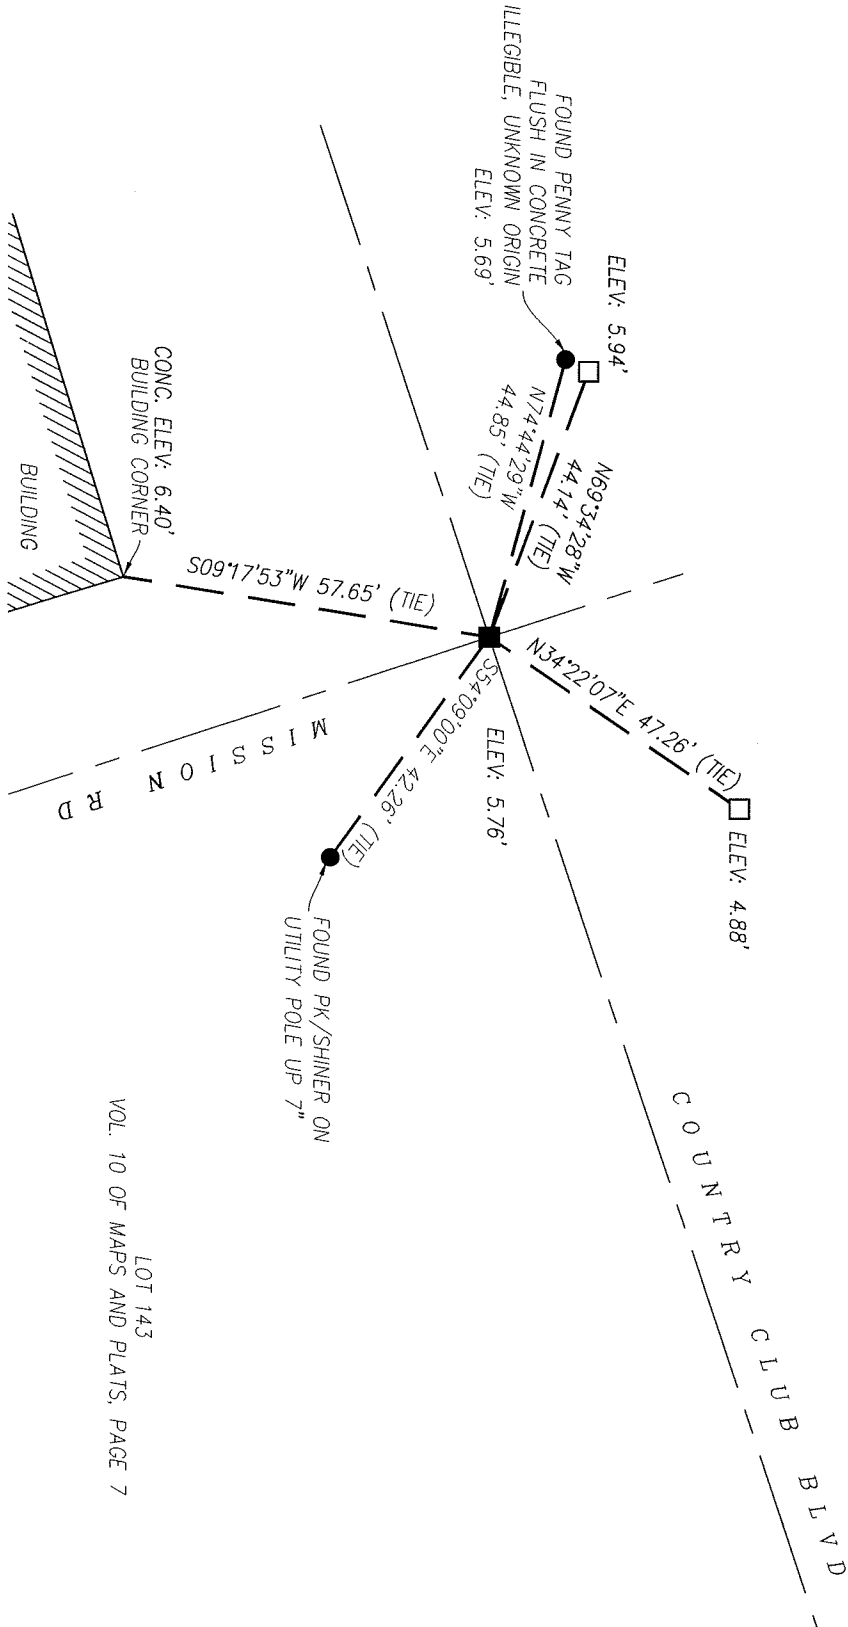 FOUND PENNY TAG
FLUSH IN CONCRETE
ILLEGIBLE, UNKNOWN ORIGIN
ELEV: 5.69'
ELEV: 5.94'
N74°44'29"W
44.85' (TIE)
N69°34'28"W
44.14' (TIE)
CONC. ELEV: 6.40'
BUILDING CORNER
BUILDING
S09°17'53"W 57.65' (TIE)
N34°22'07"E 47.26' (TIE)
ELEV: 4.88'
S54°09'00"E 42.26' (TIE)
ELEV: 5.76'
MISSION RD
FOUND PK/SHINER ON
UTILITY POLE UP 7"
COUNTRY CLUB BLVD
LOT 143
VOL. 10 OF MAPS AND PLATS, PAGE 7